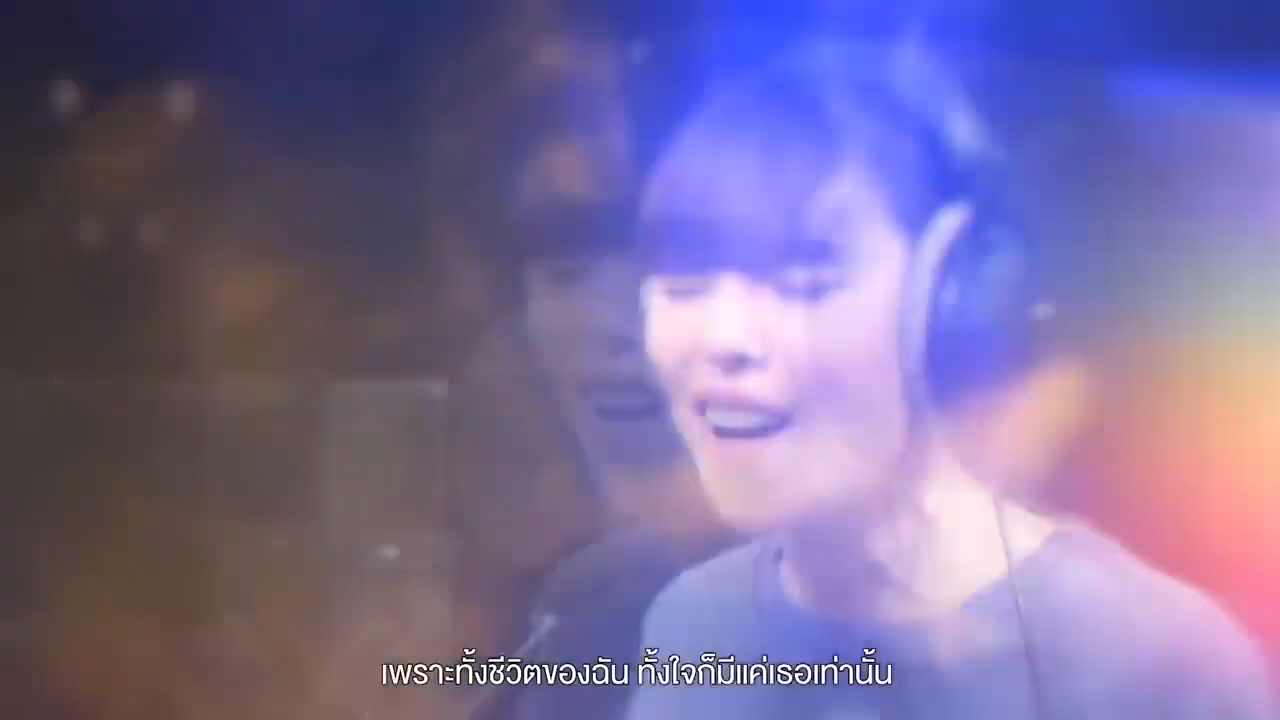 เพราะทั้งชีวิตของฉัน ทั้งใจก็มีแค่เธอเท่านั้น